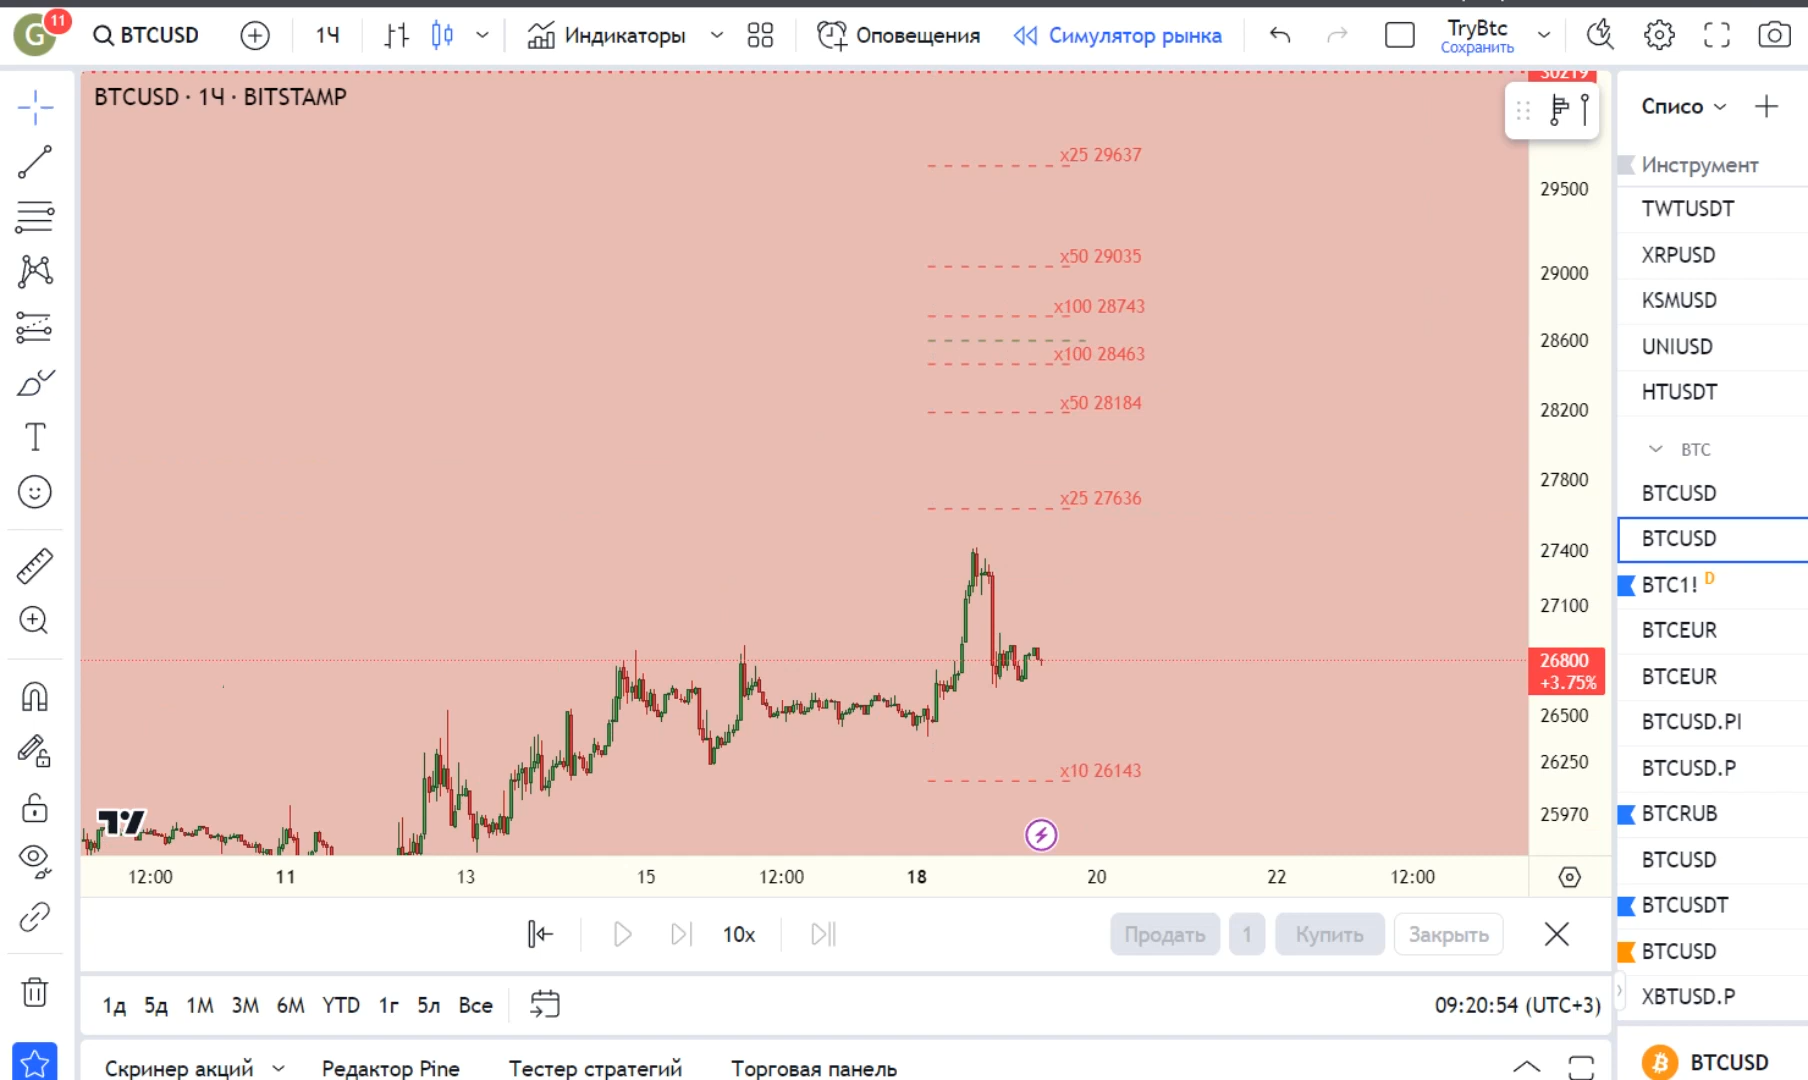 G 11 BTCUSD 1Ч Индикаторы Оповещения Симулятор рынка TryBtc
Сохранить
BTCUSD · 1Ч · BITSTAMP
x25 29637
x50 29035
x100 28743
x100 28463
x50 28184
x25 27636
x10 26143
30219
29500
29000
28600
28200
27800
27400
27100
26800
+3.75%
26500
26250
25970
12:00 11 13 15 12:00 18 20 22 12:00
10x Продать 1 Купить Закрыть
1д 5д 1М 3М 6М YTD 1г 5л Все 09:20:54 (UTC+3)
Скринер акций Редактор Pine Тестер стратегий Торговая панель
Списо
Инструмент
TWTUSDT
XRPUSD
KSMUSD
UNIUSD
HTUSDT
BTC
BTCUSD
BTCUSD
BTC1! D
BTCEUR
BTCEUR
BTCUSD.PI
BTCUSD.P
BTCRUB
BTCUSD
BTCUSDT
BTCUSD
XBTUSD.P
BTCUSD